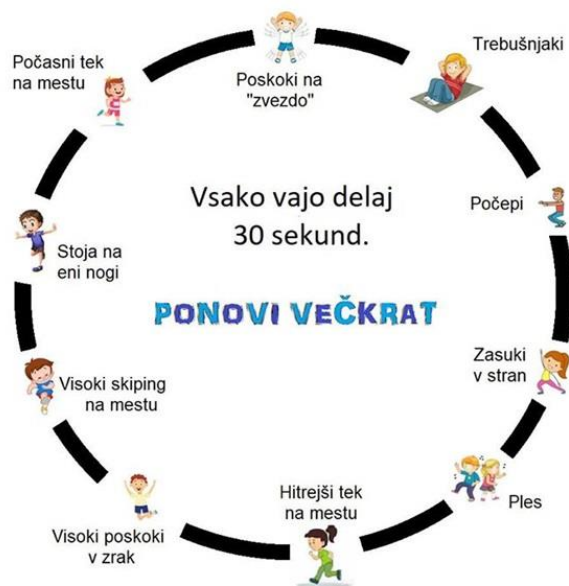 Poskoki na
"zvezdo"
Trebušnjaki
Počepi
Zasuki
v stran
Ples
Hitrejši tek
na mestu
Visoki poskoki
v zrak
Visoki skiping
na mestu
Stoja na
eni nogi
Počasni tek
na mestu
Vsako vajo delaj
30 sekund.
PONOVI VEČKRAT